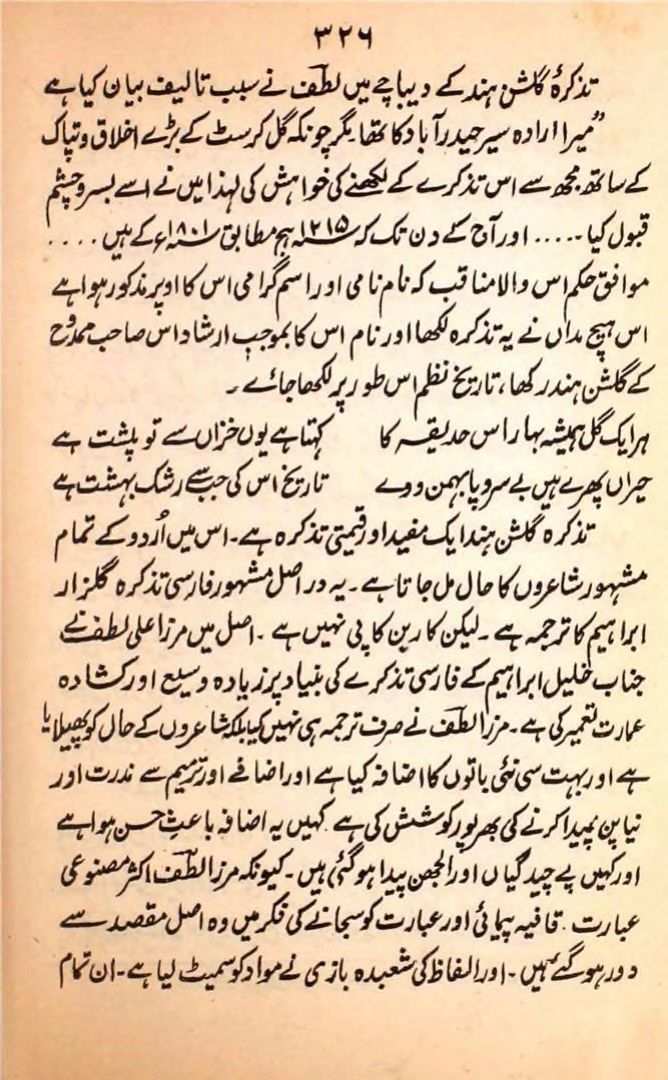 ۳۲۶
تذکرۂ گلشن ہند کے دیباچے میں لطفؔ نے سبب تالیف بیان کیا ہے
”میرا ارادہ سیر حیدرآباد کا تھا۔ مگر چونکہ گل کرسٹ کے بڑے اخلاق و تپاک
کے ساتھ مجھ سے اس تذکرے کے لکھنے کی خواہش کی لہذا میں نے اسے بسر و چشم
قبول کیا ۔.... اور آج کے دن تک کہ ۱۲۱۵ ہج مطابق ۱۸۰۱ء کے ہیں ....
موافق حکم اس والا مناقب کہ نام نامی اور اسم گرامی اس کا اوپر مذکور ہوا ہے
اس ہیچ مداں نے یہ تذکرہ لکھا اور نام اس کا بموجب ارشاد اس صاحب ممدوح
کے گلشن ہند رکھا، تاریخ نظم اس طور پر لکھا جائے ۔
ہر ایک گل ہمیشہ بہار اس حدیقہ کا کہتا ہے یوں خزاں سے تو پلشت ہے
حیراں پھرے ہیں بے سر و پا بہمن و دے تاریخ اس کی جب سے رشک بہشت ہے
تذکرہ گلشن ہند ایک مفید اور قیمتی تذکرہ ہے۔ اس میں اُردو کے تمام
مشہور شاعروں کا حال مل جاتا ہے۔ یہ در اصل مشہور فارسی تذکرہ گلزار
ابراہیم کا ترجمہ ہے۔ لیکن کاربن کاپی نہیں ہے۔ اصل میں مرزا علی لطفؔ نے
جناب خلیل ابراہیم کے فارسی تذکرے کی بنیاد پر زیادہ وسیع اور کشادہ
عمارت تعمیر کی ہے۔ مرزا لطفؔ نے صرف ترجمہ ہی نہیں کیا بلکہ شاعروں کے حال کو پھیلایا
ہے اور بہت سی نئی باتوں کا اضافہ کیا ہے اور اضافے اور ترمیم سے ندرت اور
نیا پن پیدا کرنے کی بھرپور کوشش کی ہے۔ کہیں یہ اضافہ باعثِ حسن ہوا ہے
اور کہیں پے چیدگیاں اور الجھن پیدا ہو گئی ہیں۔ کیونکہ مرزا لطفؔ اکثر مصنوعی
عبارت۔ قافیہ پیمائی اور عبارت کو سجانے کی فکر میں وہ اصل مقصد سے
دور ہو گئے ہیں۔ اور الفاظ کی شعبدہ بازی نے مواد کو سمیٹ لیا ہے۔ ان تمام